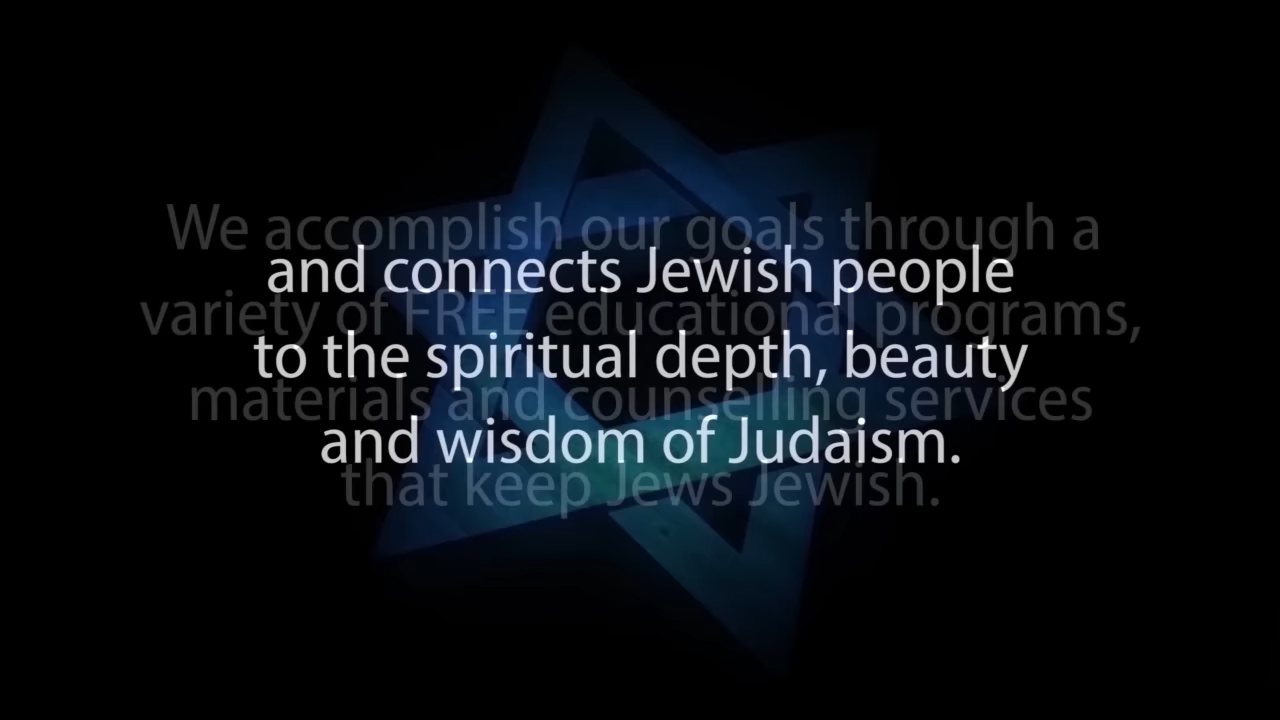 We accomplish our goals through a
and connects Jewish people
variety of FREE educational programs,
to the spiritual depth, beauty
materials and counselling services
and wisdom of Judaism.
that keep Jews Jewish.